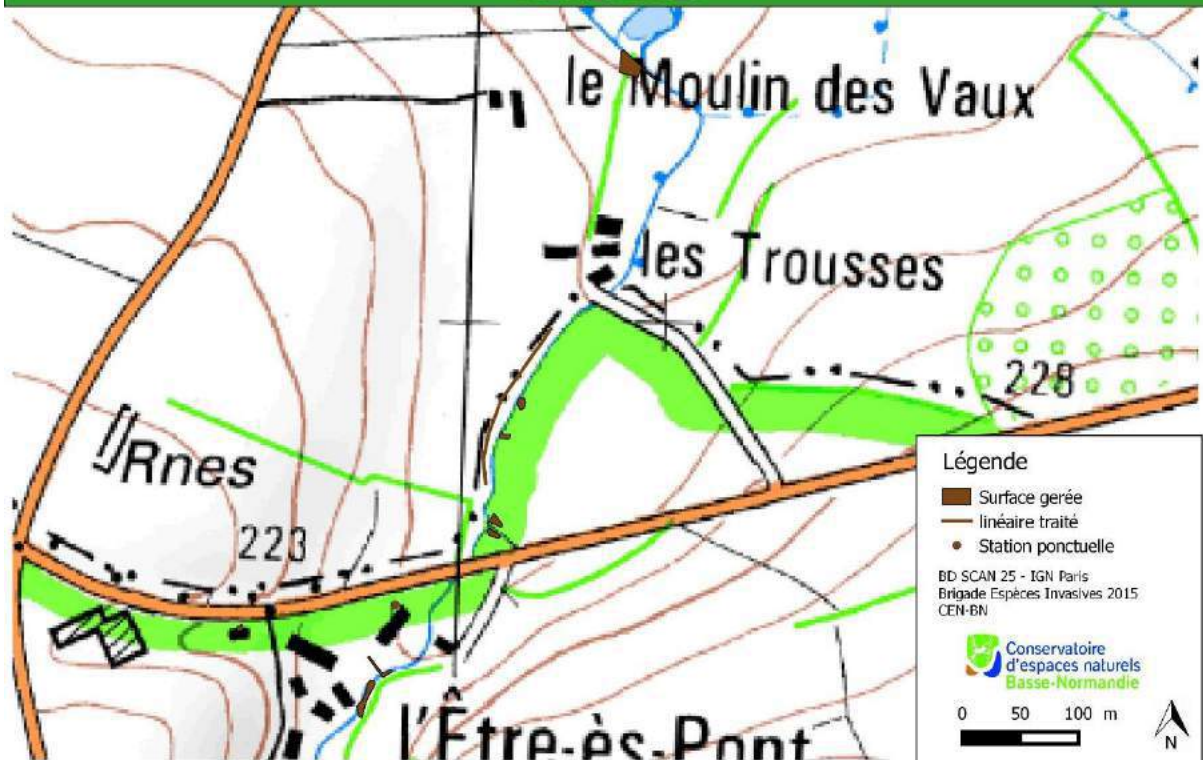 le Moulin des Vaux
les Trousses
228
Rnes
223
l'Être-ès-Pont
Légende
Surface gerée
linéaire traité
Station ponctuelle
BD SCAN 25 - IGN Paris
Brigade Espèces Invasives 2015
CEN-BN
Conservatoire
d'espaces naturels
Basse-Normandie
0 50 100 m
N